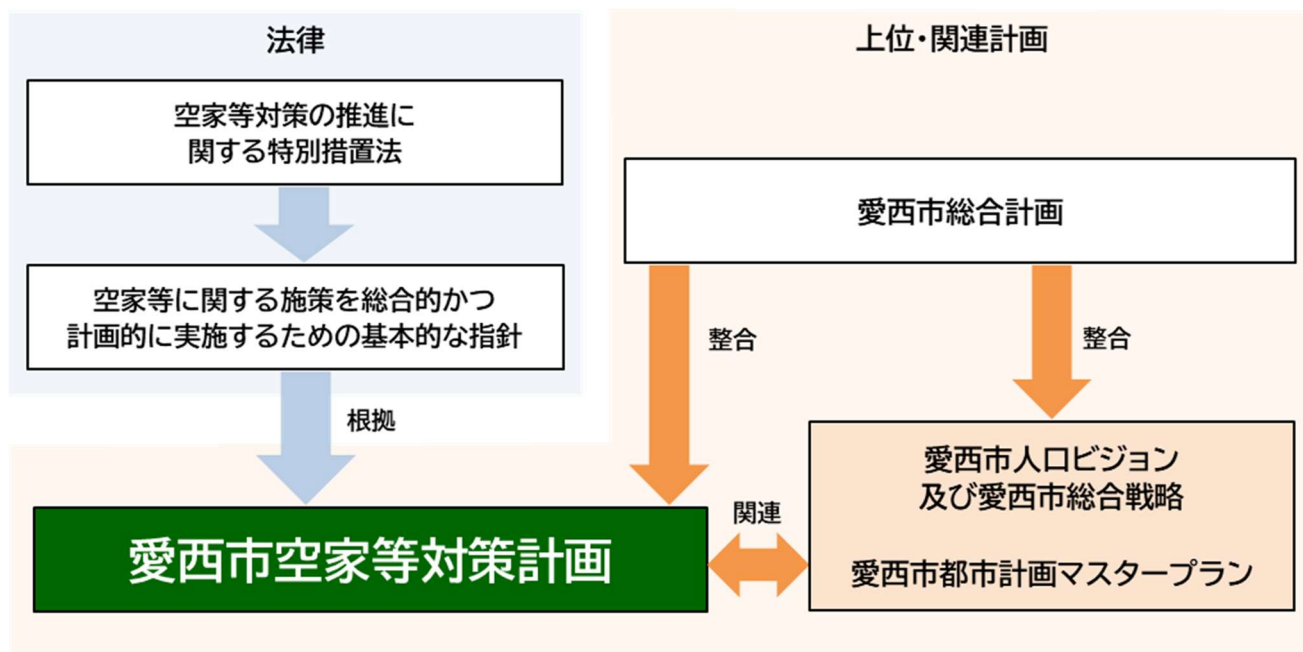 法律
空家等対策の推進に
関する特別措置法
空家等に関する施策を総合的かつ
計画的に実施するための基本的な指針
根拠
上位・関連計画
愛西市総合計画
整合
整合
愛西市空家等対策計画
関連
愛西市人口ビジョン
及び愛西市総合戦略
愛西市都市計画マスタープラン